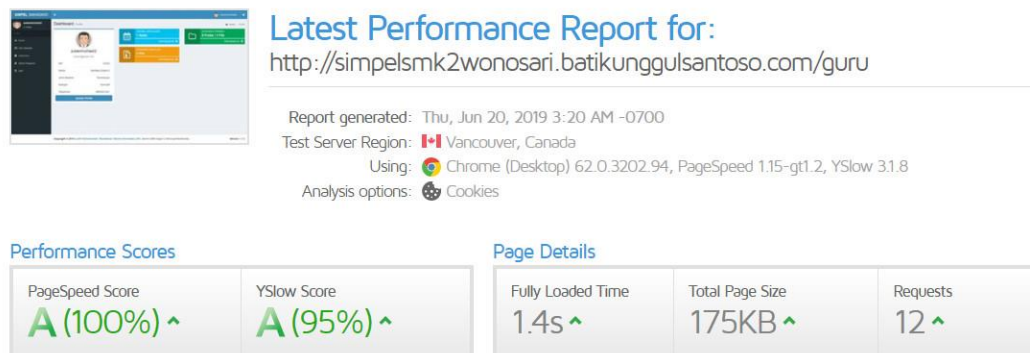 Latest Performance Report for:
http://simpelsmk2wonosari.batikunggulsantoso.com/guru
Report generated: Thu, Jun 20, 2019 3:20 AM -0700
Test Server Region: Vancouver, Canada
Using: Chrome (Desktop) 62.0.3202.94, PageSpeed 1.15-gt1.2, YSlow 3.1.8
Analysis options: Cookies
Performance Scores
PageSpeed Score
A (100%)
YSlow Score
A (95%)
Page Details
Fully Loaded Time
1.4s
Total Page Size
175KB
Requests
12